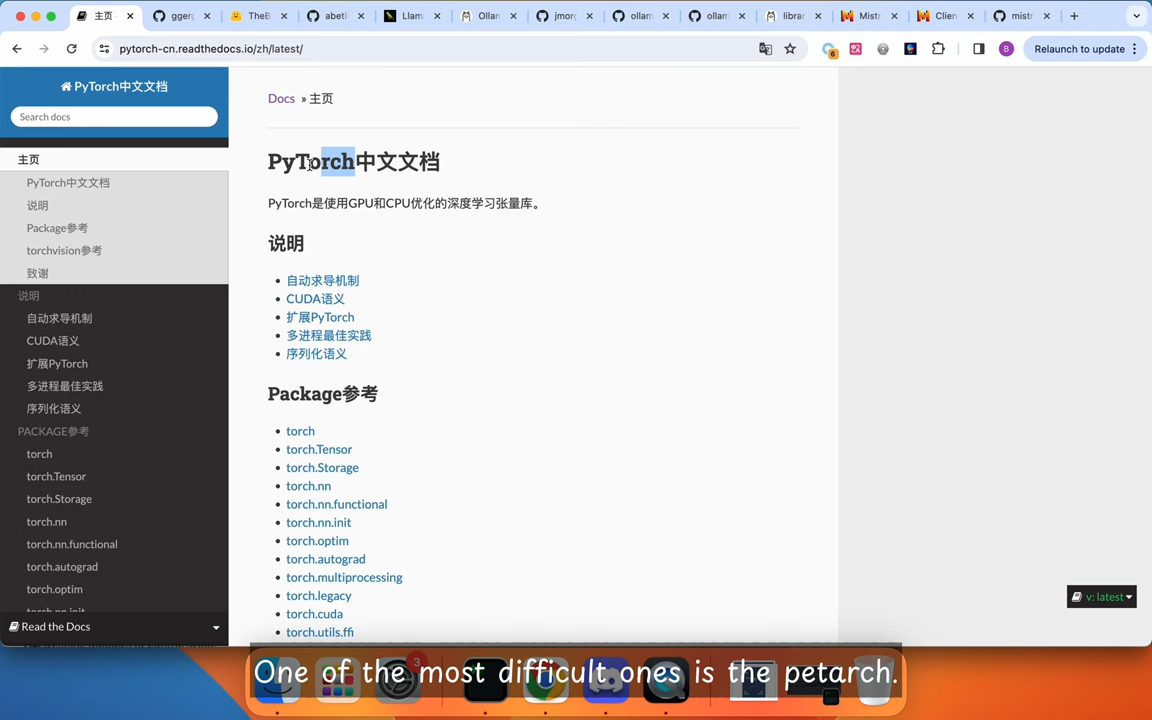 主页
gger
TheB
abetl
Llam
Ollan
jmorg
ollam
ollam
librar
Mistr
Clien
mistr
pytorch-cn.readthedocs.io/zh/latest/
6
B
Relaunch to update
PyTorch中文文档
Search docs
主页
PyTorch中文文档
说明
Package参考
torchvision参考
致谢
说明
自动求导机制
CUDA语义
扩展PyTorch
多进程最佳实践
序列化语义
PACKAGE参考
torch
torch.Tensor
torch.Storage
torch.nn
torch.nn.functional
torch.autograd
torch.optim
torch.nn.init
Read the Docs
Docs » 主页
PyTorch中文文档
PyTorch是使用GPU和CPU优化的深度学习张量库。
说明
自动求导机制
CUDA语义
扩展PyTorch
多进程最佳实践
序列化语义
Package参考
torch
torch.Tensor
torch.Storage
torch.nn
torch.nn.functional
torch.nn.init
torch.optim
torch.autograd
torch.multiprocessing
torch.legacy
torch.cuda
torch.utils.ffi
v: latest
3
One of the most difficult ones is the petarch.